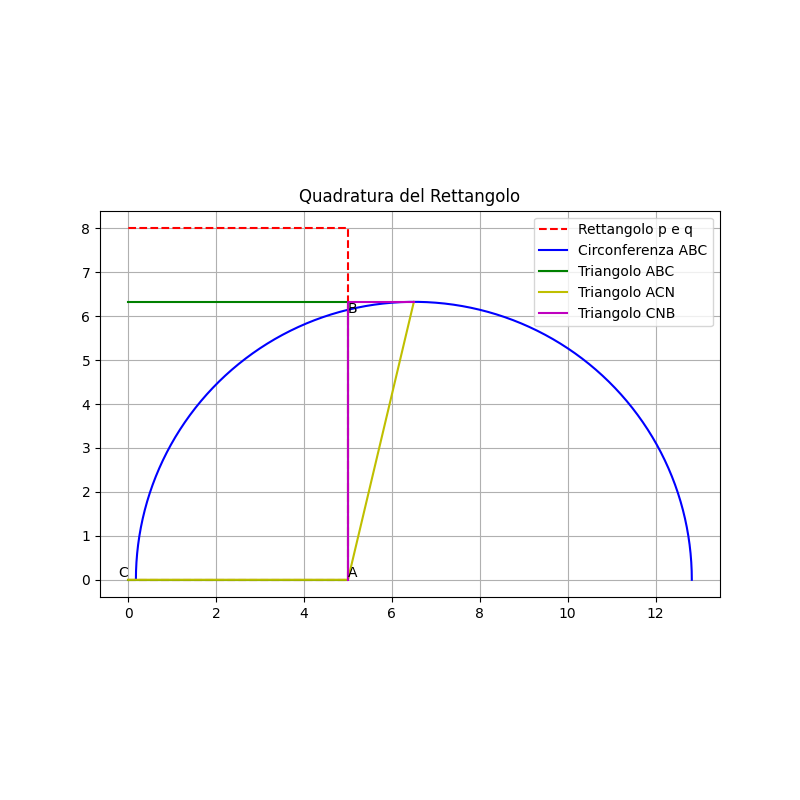 Quadratura del Rettangolo
8
7
6
5
4
3
2
1
0
Rettangolo p e q
Circonferenza ABC
Triangolo ABC
Triangolo ACN
Triangolo CNB
B
C
A
0 2 4 6 8 10 12